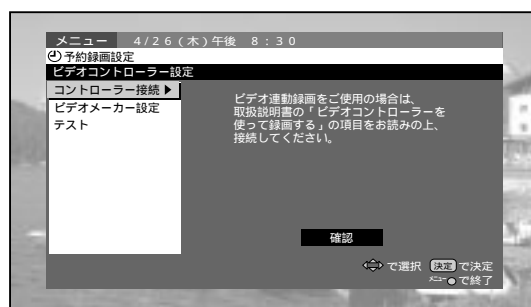 メニュー 4/26(木)午後 8:30
予約録画設定
ビデオコントローラー設定
コントローラー接続▶
ビデオメーカー設定
テスト
ビデオ連動録画をご使用の場合は、
取扱説明書の「ビデオコントローラーを
使って録画する」の項目をお読みの上、
接続してください。
確認
で選択 決定 で決定
メニュー で終了